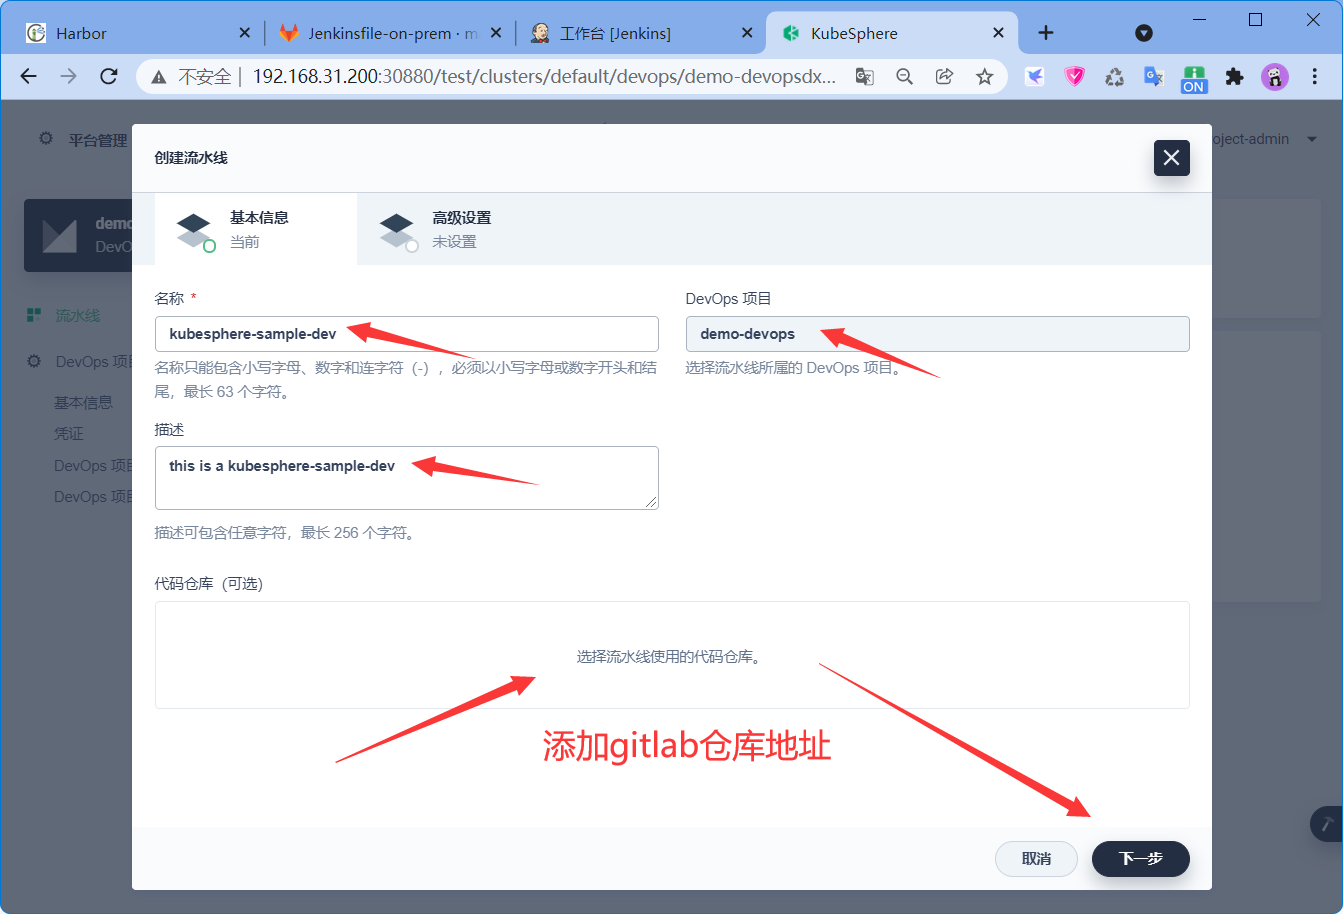 Harbor
Jenkinsfile-on-prem · m
工作台 [Jenkins]
KubeSphere
不安全
192.168.31.200:30880/test/clusters/default/devops/demo-devopsdx...
ON
平台管理
oject-admin
创建流水线
demo
DevO
基本信息
当前
高级设置
未设置
流水线
DevOps 项
基本信息
凭证
DevOps 项目
DevOps 项目
名称 *
kubesphere-sample-dev
名称只能包含小写字母、数字和连字符（-），必须以小写字母或数字开头和结
尾，最长 63 个字符。
DevOps 项目
demo-devops
选择流水线所属的 DevOps 项目。
描述
this is a kubesphere-sample-dev
描述可包含任意字符，最长 256 个字符。
代码仓库（可选）
选择流水线使用的代码仓库。
添加gitlab仓库地址
取消
下一步